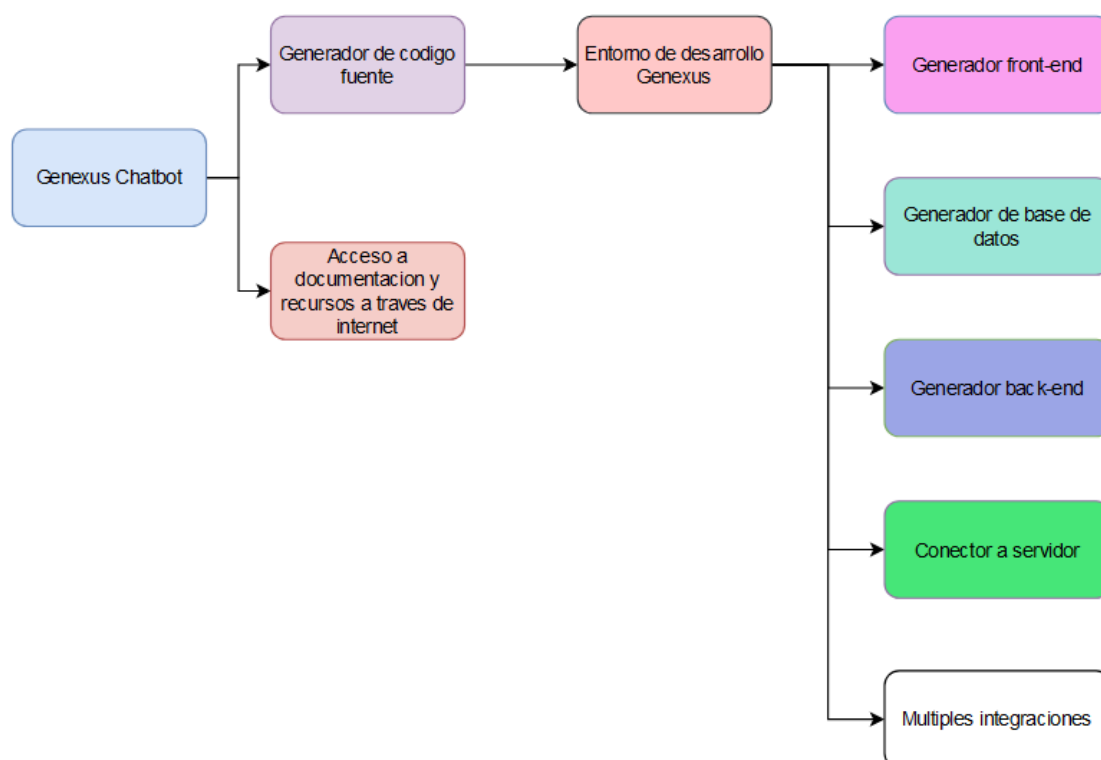 Generador de codigo
fuente
Entorno de desarrollo
Genexus
Generador front-end
Genexus Chatbot
Generador de base de
datos
Acceso a
documentacion y
recursos a traves de
internet
Generador back-end
Conector a servidor
Multiples integraciones